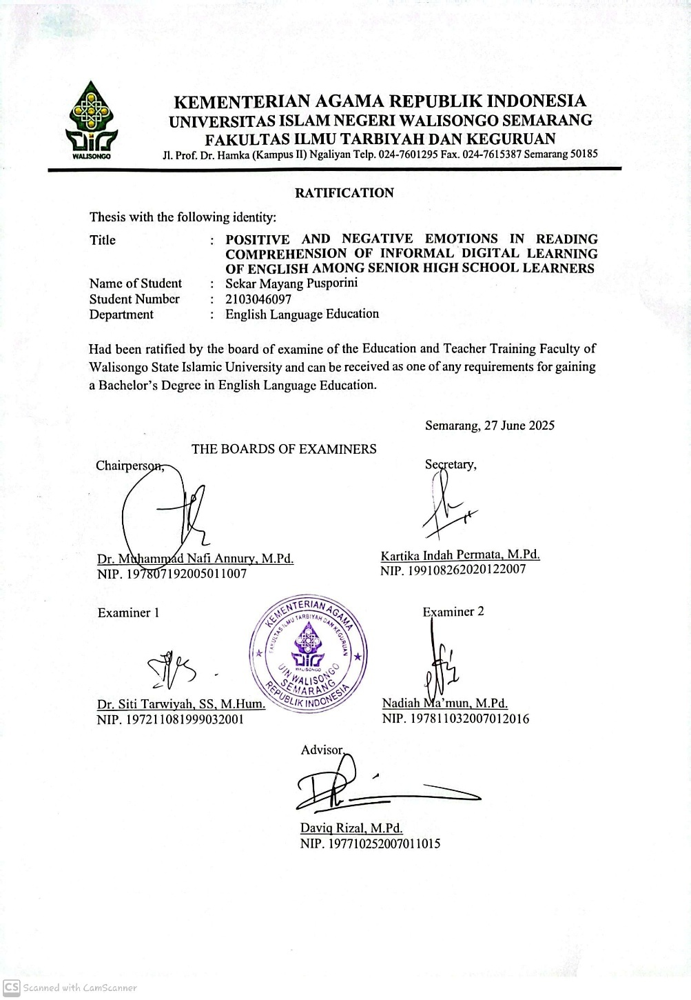 KEMENTERIAN AGAMA REPUBLIK INDONESIA
UNIVERSITAS ISLAM NEGERI WALISONGO SEMARANG
FAKULTAS ILMU TARBIYAH DAN KEGURUAN
Jl. Prof. Dr. Hamka (Kampus II) Ngaliyan Telp. 024-7601295 Fax. 024-7615387 Semarang 50185
WALISONGO
RATIFICATION
Thesis with the following identity:
Title : POSITIVE AND NEGATIVE EMOTIONS IN READING
COMPREHENSION OF INFORMAL DIGITAL LEARNING
OF ENGLISH AMONG SENIOR HIGH SCHOOL LEARNERS
Name of Student : Sekar Mayang Pusporini
Student Number : 2103046097
Department : English Language Education
Had been ratified by the board of examine of the Education and Teacher Training Faculty of
Walisongo State Islamic University and can be received as one of any requirements for gaining
a Bachelor's Degree in English Language Education.
Semarang, 27 June 2025
THE BOARDS OF EXAMINERS
Chairperson, Secretary,
Dr. Muhammad Nafi Annury, M.Pd. Kartika Indah Permata, M.Pd.
NIP. 197807192005011007 NIP. 199108262020122007
Examiner 1 Examiner 2
KEMENTERIAN AGAMA
FAKULTAS ILMU TARBIYAH DAN KEGURUAN
WALISONGO
UIN WALISONGO
SEMARANG
REPUBLIK INDONESIA
Dr. Siti Tarwiyah, SS, M.Hum. Nadiah Ma'mun, M.Pd.
NIP. 197211081999032001 NIP. 197811032007012016
Advisor,
Daviq Rizal, M.Pd.
NIP. 197710252007011015
CS Scanned with CamScanner